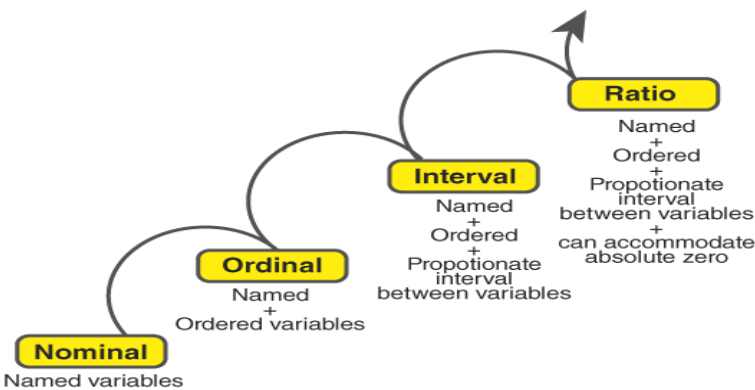 Nominal
Named variables
Ordinal
Named
+
Ordered variables
Interval
Named
+
Ordered
+
Propotionate
interval
between variables
Ratio
Named
+
Ordered
+
Propotionate
interval
between variables
+
can accommodate
absolute zero